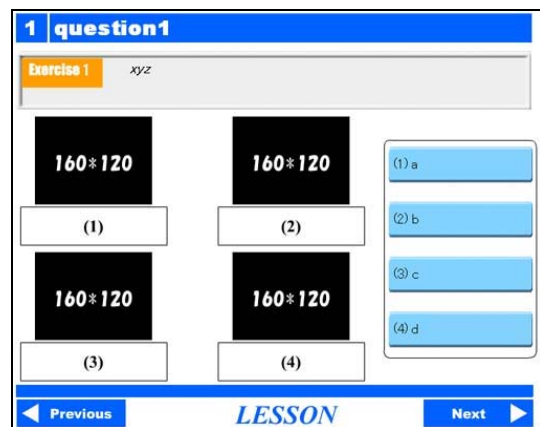 1 question1
Exercise 1 xyz
160*120 160*120
(1) (2)
160*120 160*120
(3) (4)
(1) a
(2) b
(3) c
(4) d
Previous LESSON Next